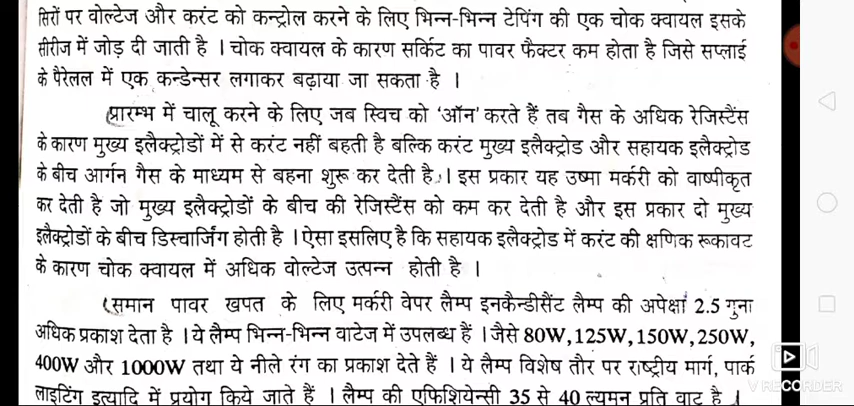 सिरों पर वोल्टेज और करंट को कन्ट्रोल करने के लिए भिन्न-भिन्न टेपिंग की एक चोक क्वायल इसके
सीरीज में जोड़ दी जाती है । चोक क्वायल के कारण सर्किट का पावर फैक्टर कम होता है जिसे सप्लाई
के पैरेलल में एक कन्डेन्सर लगाकर बढ़ाया जा सकता है ।
(प्रारम्भ में चालू करने के लिए जब स्विच को ‘ऑन’ करते हैं तब गैस के अधिक रेजिस्टैंस
के कारण मुख्य इलैक्ट्रोडों में से करंट नहीं बहती है बल्कि करंट मुख्य इलैक्ट्रोड और सहायक इलैक्ट्रोड
के बीच आर्गन गैस के माध्यम से बहना शुरू कर देती है । इस प्रकार यह उष्मा मर्करी को वाष्पीकृत
कर देती है जो मुख्य इलैक्ट्रोडों के बीच की रेजिस्टैंस को कम कर देती है और इस प्रकार दो मुख्य
इलैक्ट्रोडों के बीच डिस्चार्जिंग होती है । ऐसा इसलिए है कि सहायक इलैक्ट्रोड में करंट की क्षणिक रूकावट
के कारण चोक क्वायल में अधिक वोल्टेज उत्पन्न होती है ।
(समान पावर खपत के लिए मर्करी वेपर लैम्प इनकैन्डीसैंट लैम्प की अपेक्षा 2.5 गुना
अधिक प्रकाश देता है । ये लैम्प भिन्न-भिन्न वाटेज में उपलब्ध हैं । जैसे 80W, 125W, 150W, 250W,
400W और 1000W तथा ये नीले रंग का प्रकाश देते हैं । ये लैम्प विशेष तौर पर राष्ट्रीय मार्ग, पार्क
लाइटिंग इत्यादि में प्रयोग किये जाते हैं । लैम्प की एफिशियेन्सी 35 से 40 ल्यूमन प्रति वाट है ।
V RECORDER